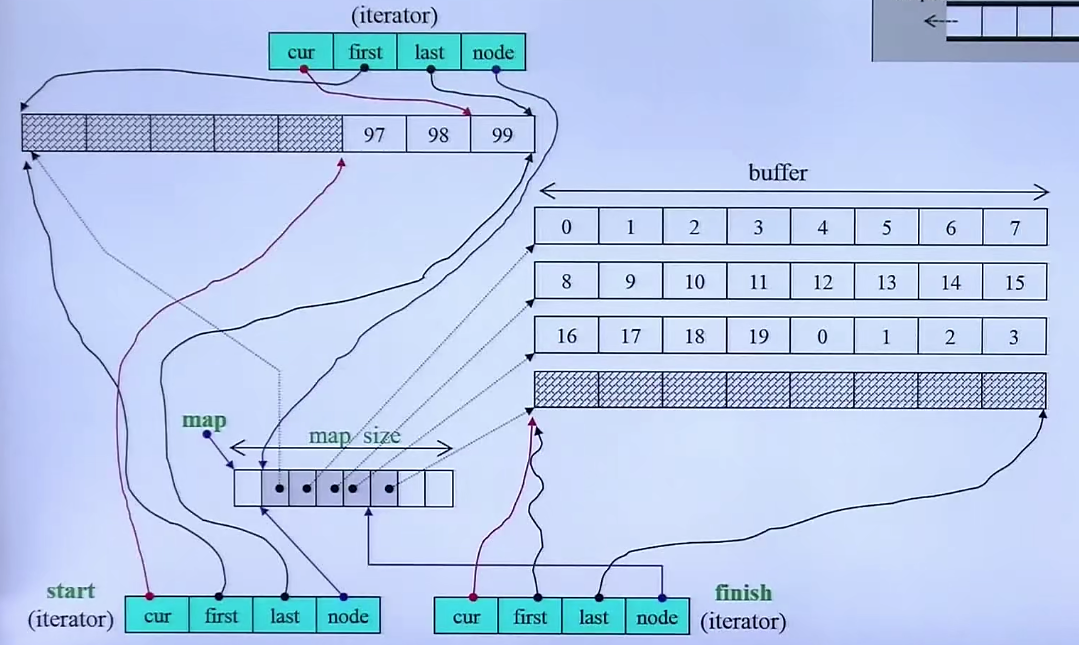 (iterator)
cur first last node
97 98 99
buffer
0 1 2 3 4 5 6 7
8 9 10 11 12 13 14 15
16 17 18 19 0 1 2 3
map
map size
start
(iterator)
cur first last node
cur first last node
finish
(iterator)